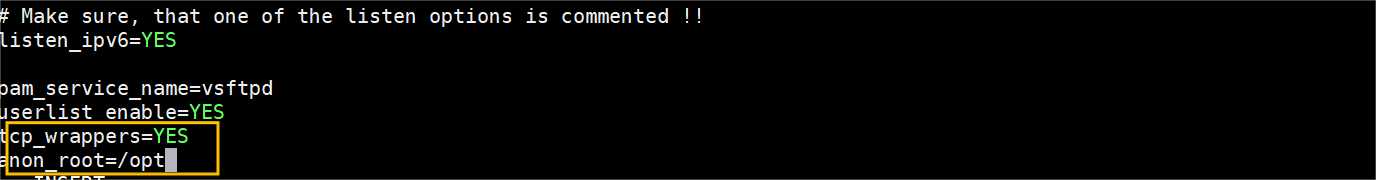 # Make sure, that one of the listen options is commented !!
listen_ipv6=YES
pam_service_name=vsftpd
userlist_enable=YES
tcp_wrappers=YES
anon_root=/opt
INSERT